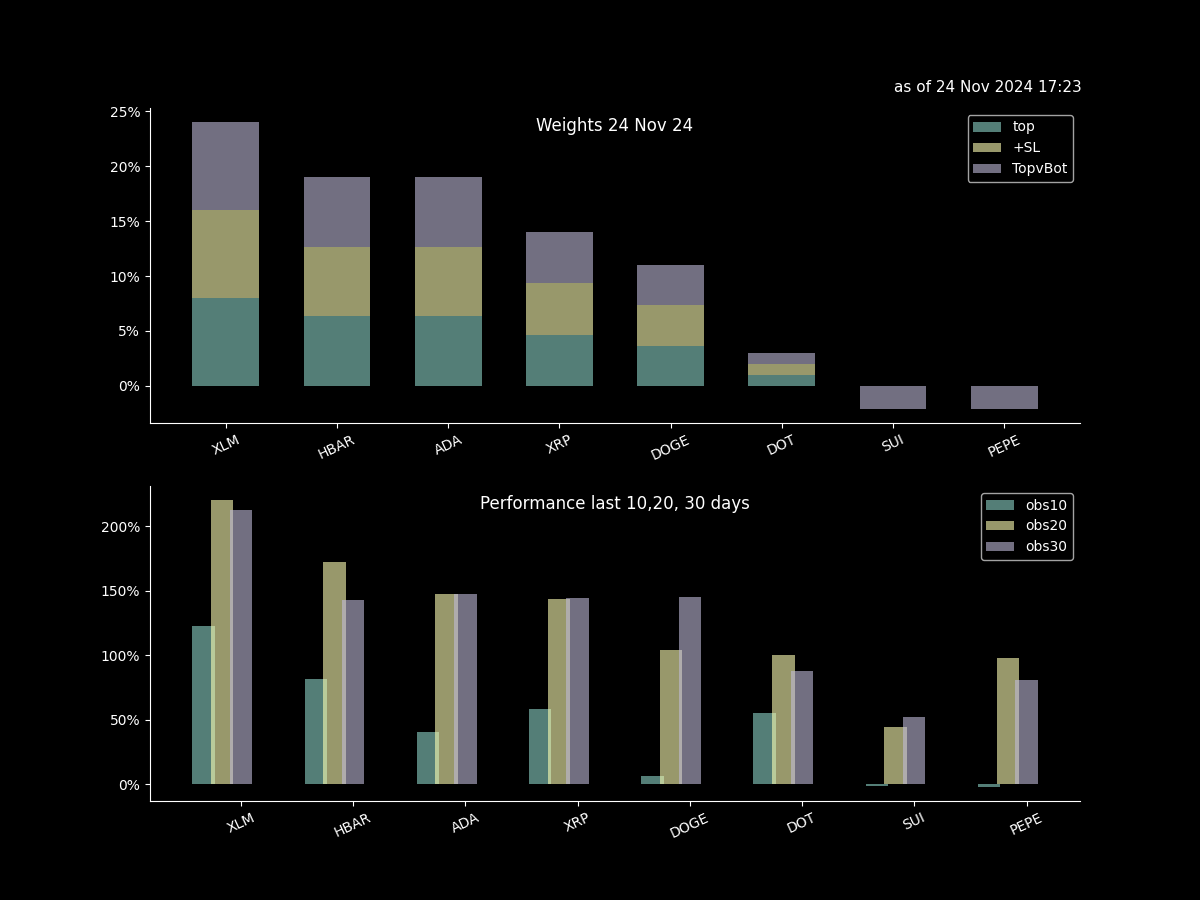 as of 24 Nov 2024 17:23
Weights 24 Nov 24
25%
20%
15%
10%
5%
0%
top
+SL
TopvBot
XLM
HBAR
ADA
XRP
DOGE
DOT
SUI
PEPE
Performance last 10,20, 30 days
200%
150%
100%
50%
0%
obs10
obs20
obs30
XLM
HBAR
ADA
XRP
DOGE
DOT
SUI
PEPE